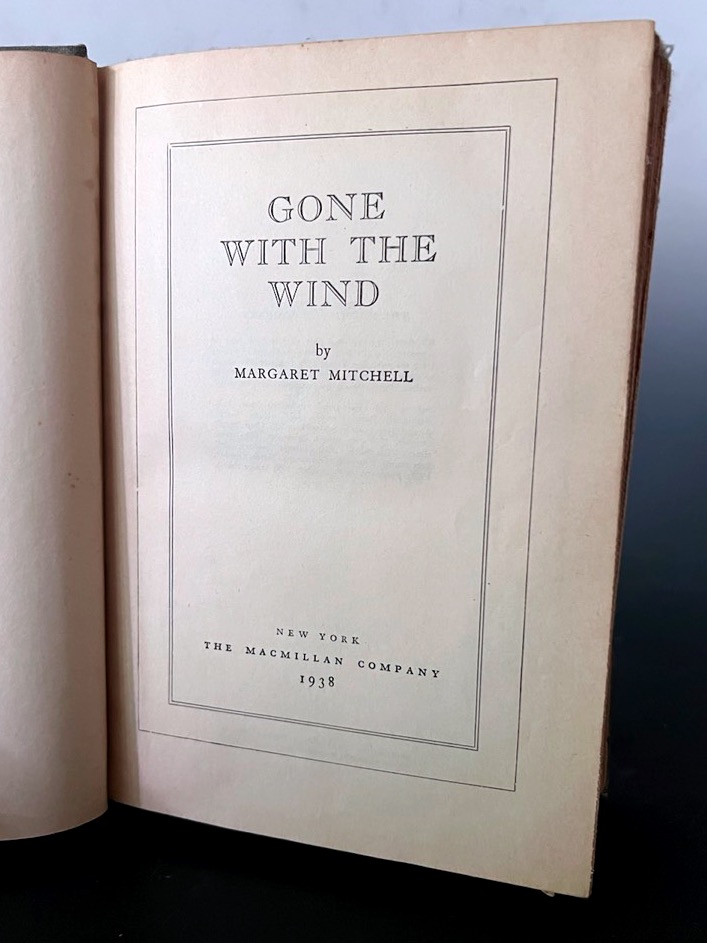 GONE
WITH THE
WIND
by
MARGARET MITCHELL
NEW YORK
THE MACMILLAN COMPANY
1938